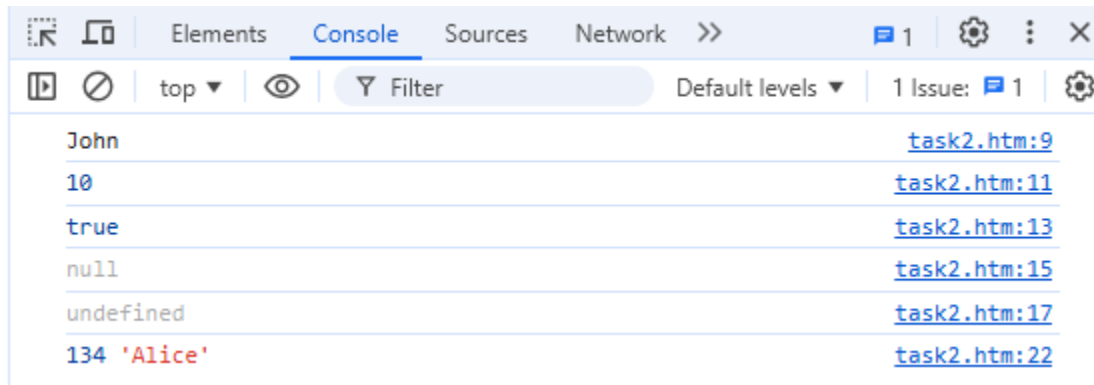 Elements Console Sources Network >> 1
top ▼ Filter Default levels ▼ 1 Issue: 1
John task2.htm:9
10 task2.htm:11
true task2.htm:13
null task2.htm:15
undefined task2.htm:17
134 'Alice' task2.htm:22